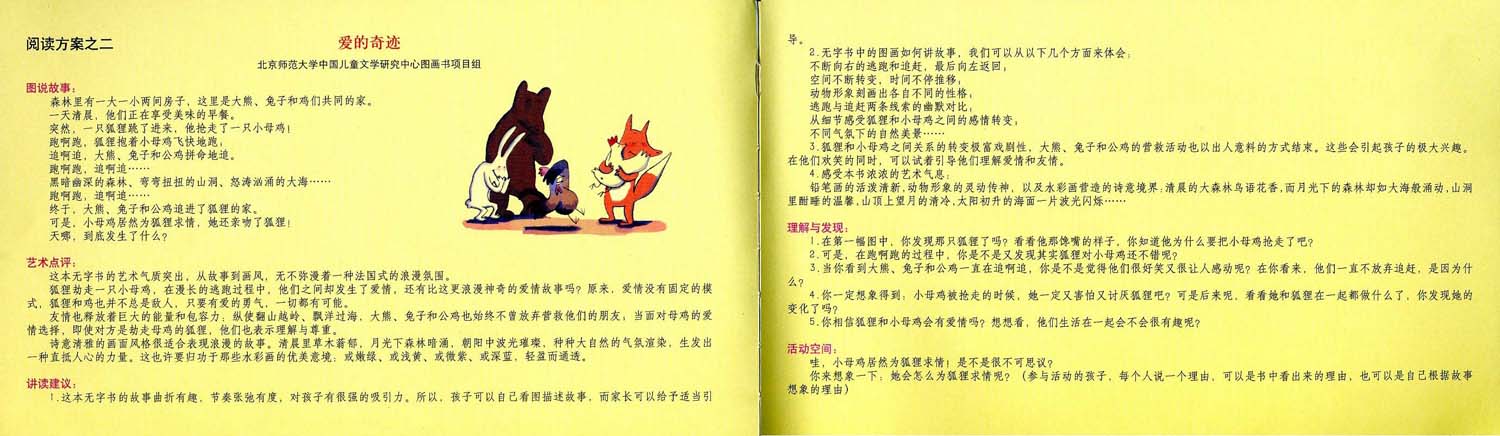 阅读方案之二
爱的奇迹
北京师范大学中国儿童文学研究中心图画书项目组
图说故事：
森林里有一大一小两间房子，这里是大熊、兔子和鸡们共同的家。
一天清晨，他们正在享受美味的早餐。
突然，一只狐狸跳了进来，他抢走了一只小母鸡！
跑啊跑，狐狸抱着小母鸡飞快地跑；
追啊追，大熊、兔子和公鸡拼命地追。
跑啊跑，追啊追……
黑暗幽深的森林、弯弯扭扭的山洞、怒涛汹涌的大海……
跑啊跑，追啊追……
终于，大熊、兔子和公鸡追进了狐狸的家。
可是，小母鸡居然为狐狸求情，她还亲吻了狐狸！
天哪，到底发生了什么？
艺术点评：
这本无字书的艺术气质突出，从故事到画风，无不弥漫着一种法国式的浪漫氛围。
狐狸劫走一只小母鸡，在漫长的逃跑过程中，他们之间却发生了爱情，还有比这更浪漫神奇的爱情故事吗？原来，爱情没有固定的模
式，狐狸和鸡也并不总是敌人，只要有爱的勇气，一切都有可能。
友情也释放着巨大的能量和包容力：纵使翻山越岭、飘洋过海，大熊、兔子和公鸡也始终不曾放弃营救他们的朋友，当面对母鸡的爱
情选择，即使对方是劫走母鸡的狐狸，他们也表示理解与尊重。
诗意清雅的画面风格很适合表现浪漫的故事。清晨里草木蓊郁，月光下森林暗涌，朝阳中波光璀璨，种种大自然的气氛渲染，生发出
一种直抵人心的力量。这也许要归功于那些水彩画的优美意境：或嫩绿、或浅黄、或微紫、或深蓝，轻盈而通透。
讲读建议：
1.这本无字书的故事曲折有趣，节奏张弛有度，对孩子有很强的吸引力。所以，孩子可以自己看图描述故事，而家长可以给予适当引
导。
2.无字书中的图画如何讲故事，我们可以从以下几个方面来体会：
不断向右的逃跑和追赶，最后向左返回；
空间不断转变，时间不停推移；
动物形象刻画出各自不同的性格；
逃跑与追赶两条线索的幽默对比；
从细节感受狐狸和小母鸡之间的感情转变；
不同气氛下的自然美景……
3.狐狸和小母鸡之间关系的转变极富戏剧性，大熊、兔子和公鸡的营救活动也以出人意料的方式结束。这些会引起孩子的极大兴趣。
在他们欢笑的同时，可以试着引导他们理解爱情和友情。
4.感受本书浓浓的艺术气息：
铅笔画的活泼清新，动物形象的灵动传神，以及水彩画营造的诗意境界：清晨的大森林鸟语花香，而月光下的森林却如大海般涌动，山洞
里酣睡的温馨，山顶上望月的清冷，太阳初升的海面一片波光闪烁……
理解与发现：
1.在第一幅图中，你发现那只狐狸了吗？看看他那馋嘴的样子，你知道他为什么要把小母鸡抢走了吧？
2.可是，在跑啊跑的过程中，你是不是又发现其实狐狸对小母鸡还不错呢？
3.当你看到大熊、兔子和公鸡一直在追啊追，你是不是觉得他们很好笑又很让人感动呢？在你看来，他们一直不放弃追赶，是因为什
么？
4.你一定想象得到：小母鸡被抢走的时候，她一定又害怕又讨厌狐狸吧？可是后来呢，看看她和狐狸在一起都做什么了，你发现她的
变化了吗？
5.你相信狐狸和小母鸡会有爱情吗？想想看，他们生活在一起会不会很有趣呢？
活动空间：
哇，小母鸡居然为狐狸求情！是不是很不可思议？
你来想象一下：她会怎么为狐狸求情呢？（参与活动的孩子，每个人说一个理由，可以是书中看出来的理由，也可以是自己根据故事
想象的理由）